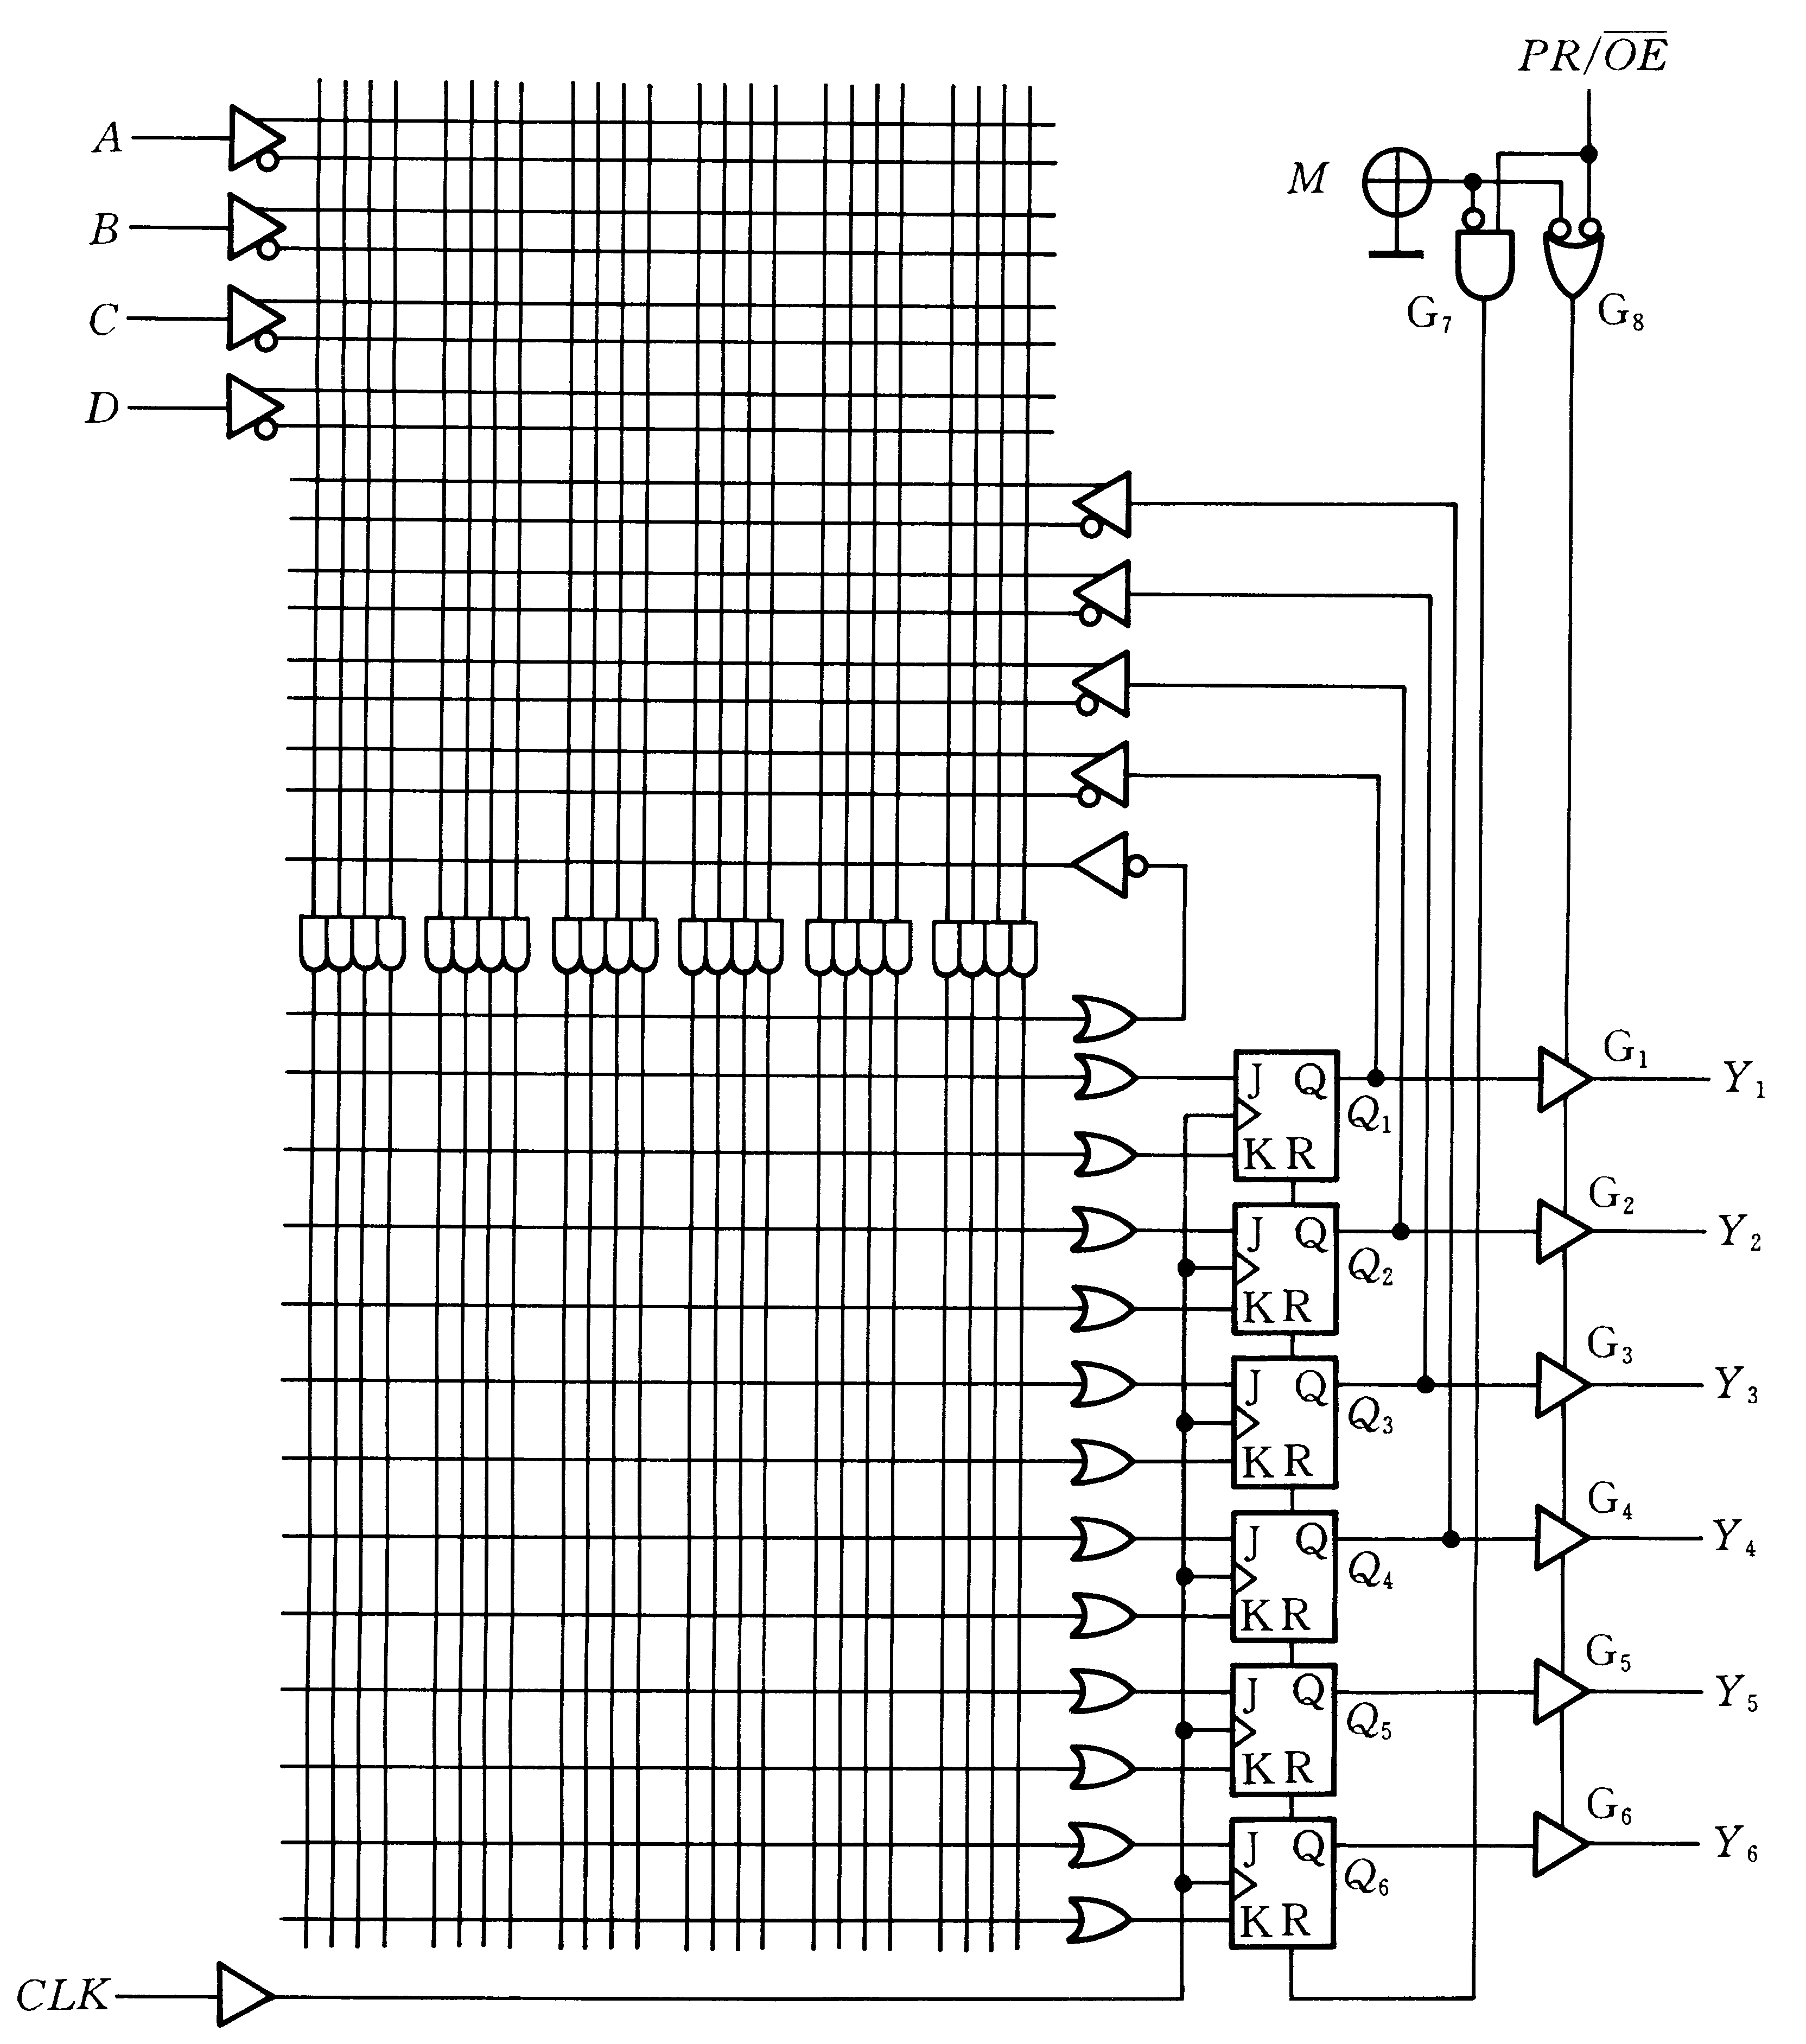 PR/\overline{OE}
A
M
B
G₇
G₈
C
D
J Q
K R
Q₁
G₁
Y₁
J Q
K R
Q₂
G₂
Y₂
J Q
K R
Q₃
G₃
Y₃
J Q
K R
Q₄
G₄
Y₄
J Q
K R
Q₅
G₅
Y₅
J Q
K R
Q₆
G₆
Y₆
CLK